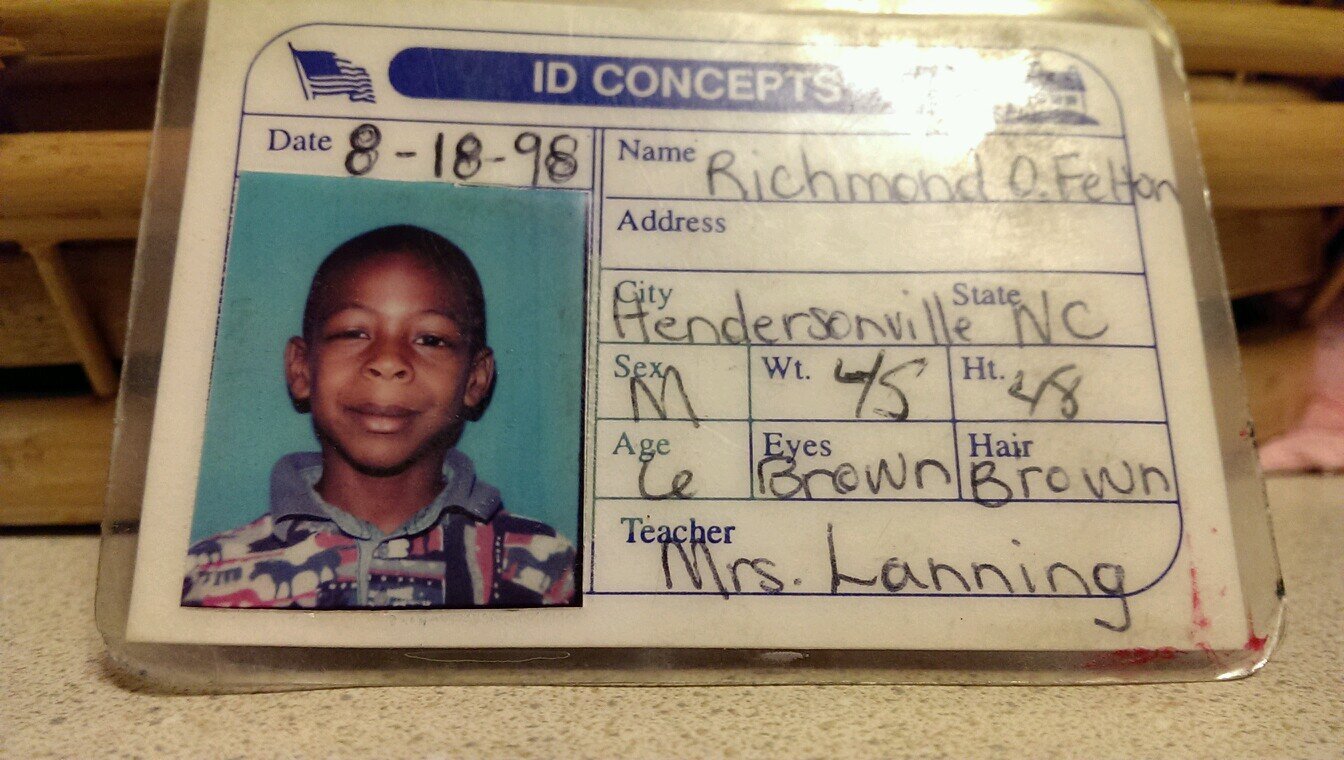 ID CONCEPTS
Date 8-18-98
Name Richmond O. Felton
Address
City Hendersonville State NC
Sex M Wt. 45 Ht. 48
Age 6 Eyes Brown Hair Brown
Teacher Mrs. Lanning